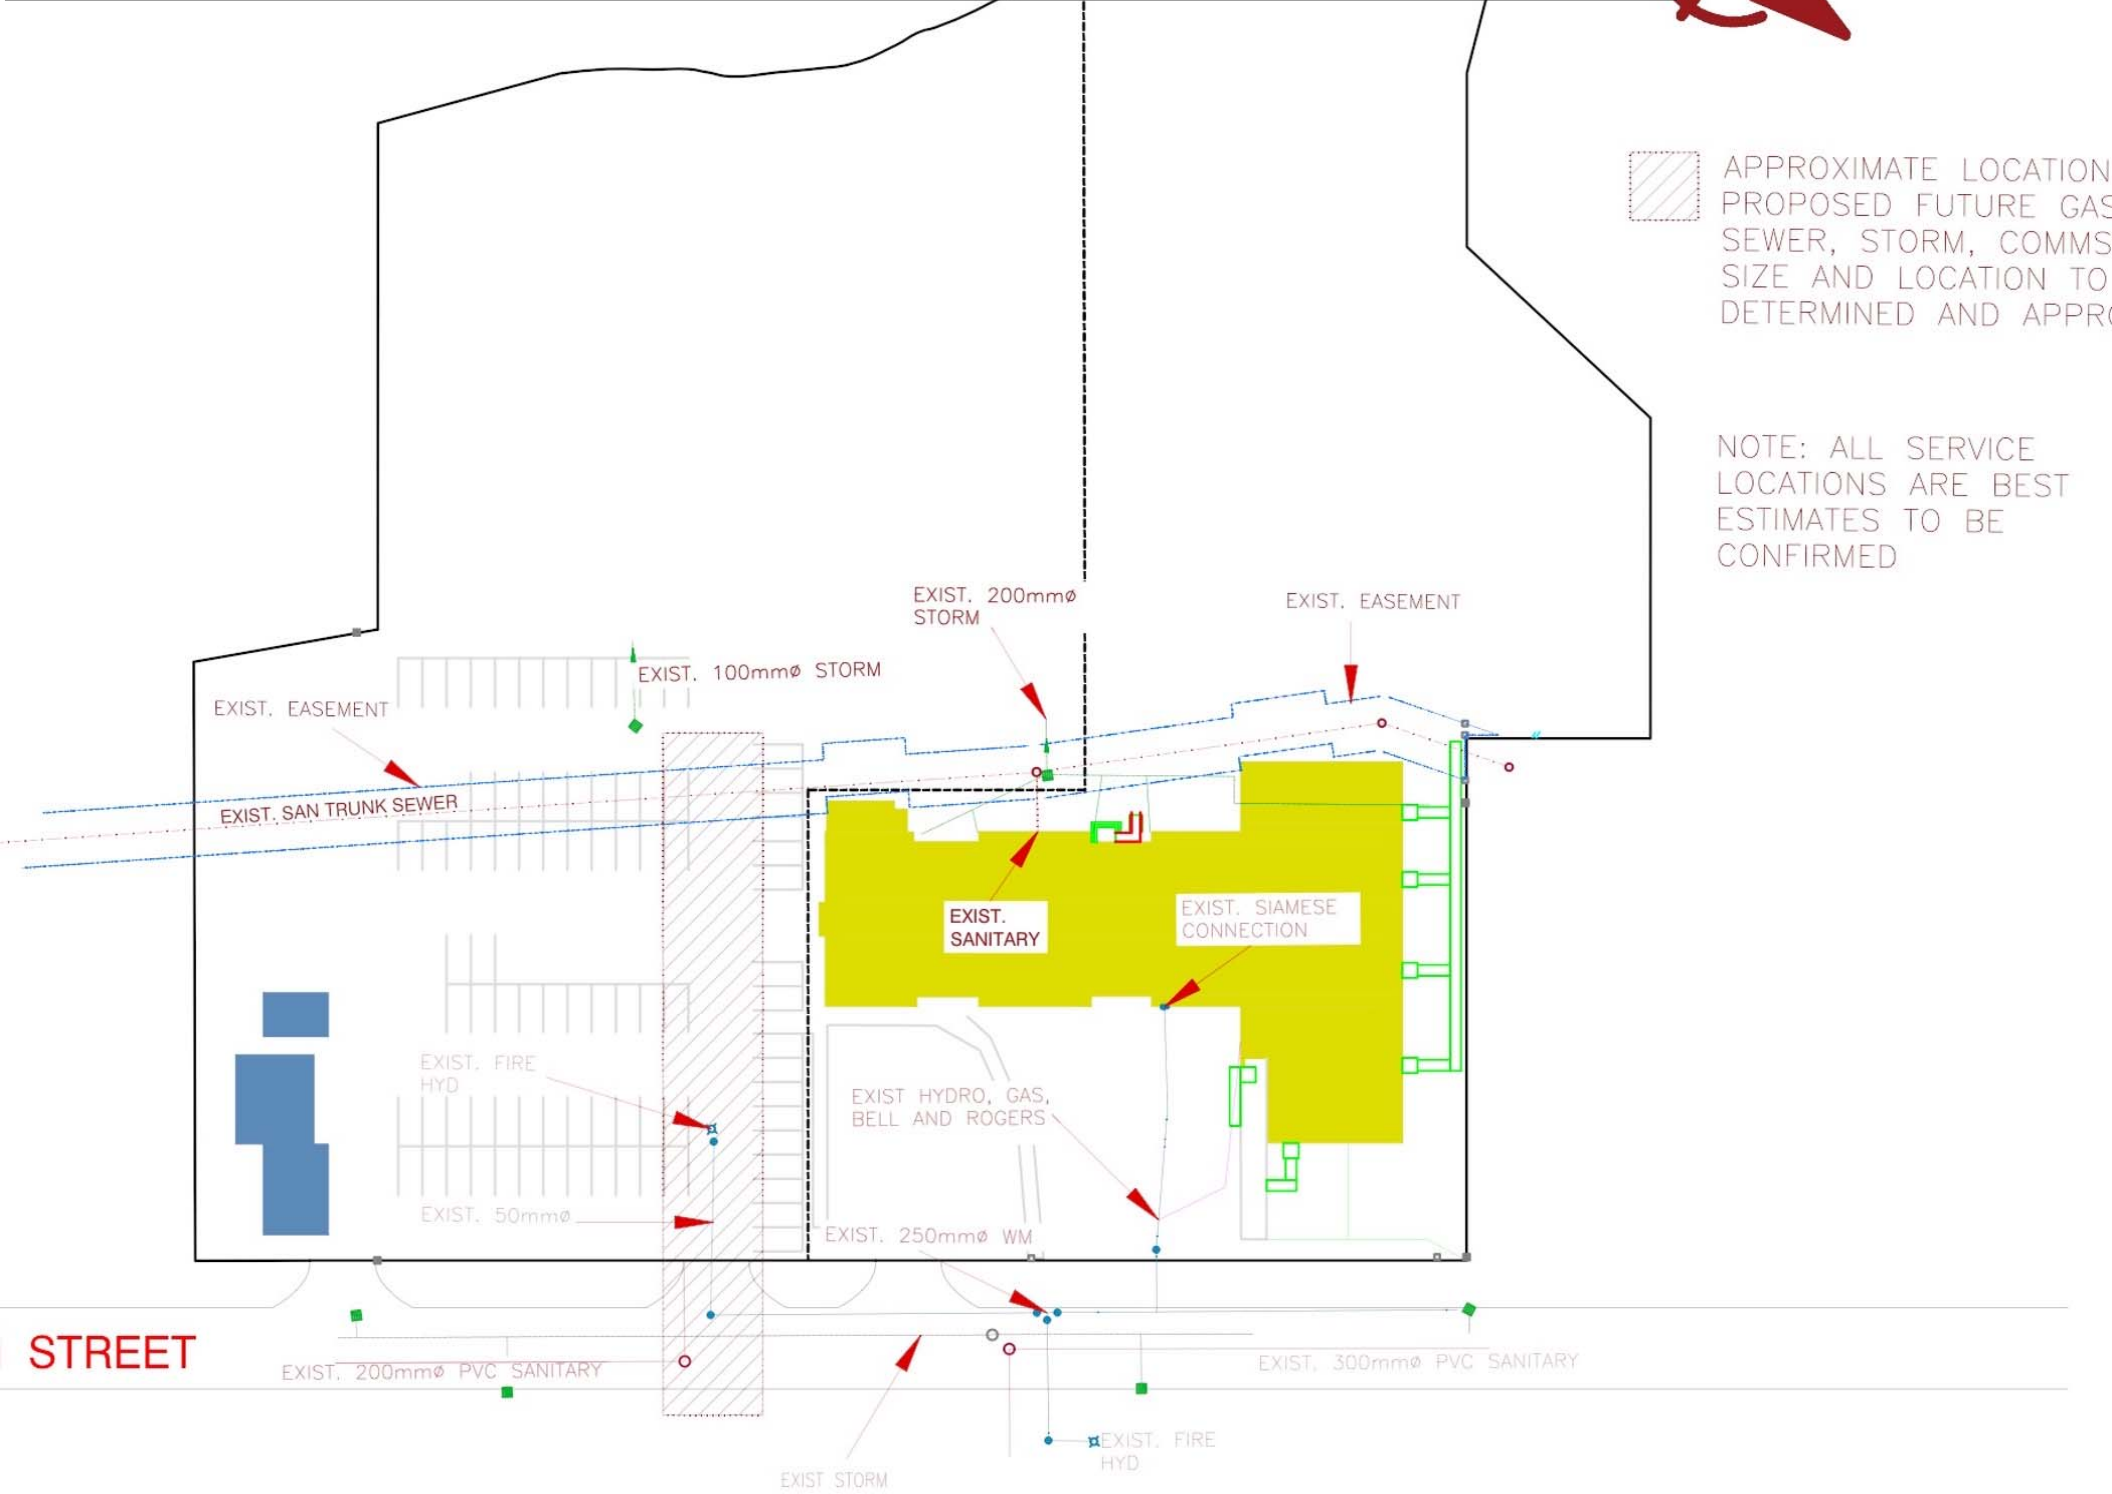 APPROXIMATE LOCATION
PROPOSED FUTURE GAS
SEWER, STORM, COMMS
SIZE AND LOCATION TO
DETERMINED AND APPRO
NOTE: ALL SERVICE
LOCATIONS ARE BEST
ESTIMATES TO BE
CONFIRMED
EXIST. 200mmø
STORM
EXIST. EASEMENT
EXIST. 100mmø STORM
EXIST. EASEMENT
EXIST. SAN TRUNK SEWER
EXIST.
SANITARY
EXIST. SIAMESE
CONNECTION
EXIST. FIRE
HYD
EXIST HYDRO, GAS,
BELL AND ROGERS
EXIST. 50mmø
EXIST. 250mmø WM
STREET
EXIST. 200mmø PVC SANITARY
EXIST. 300mmø PVC SANITARY
EXIST. FIRE
HYD
EXIST STORM